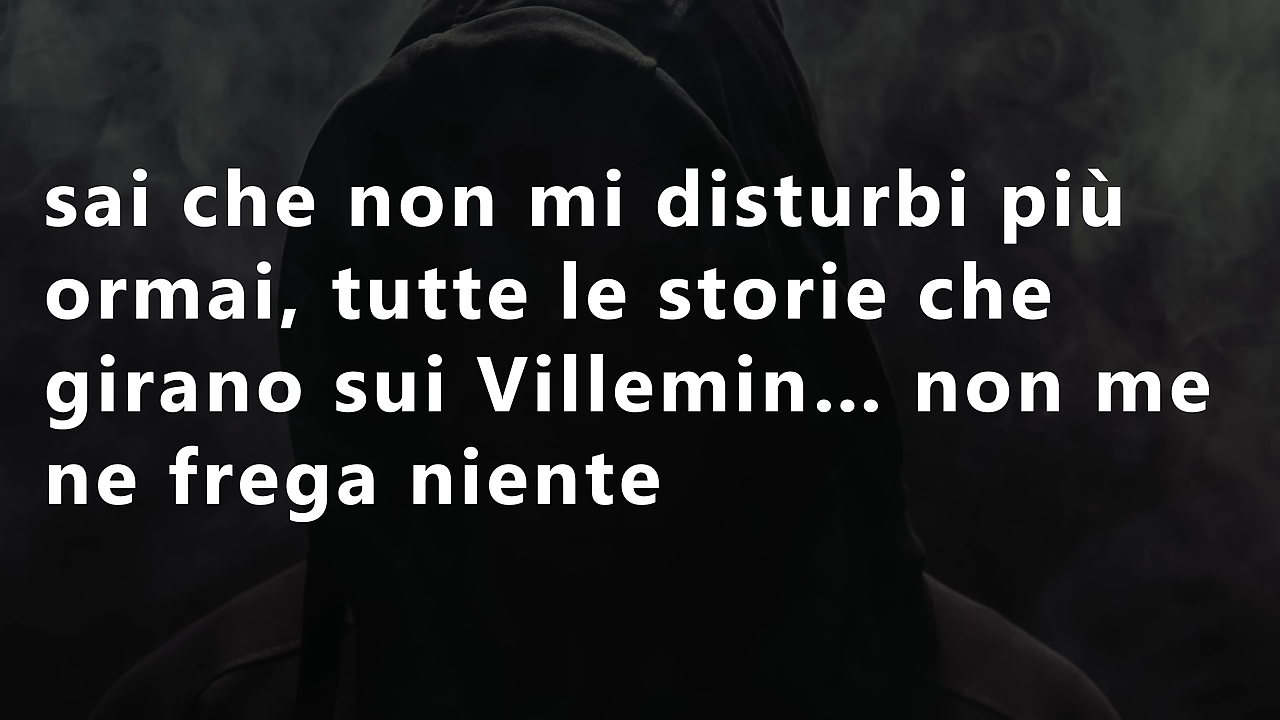 sai che non mi disturbi più
ormai, tutte le storie che
girano sui Villemin... non me
ne frega niente